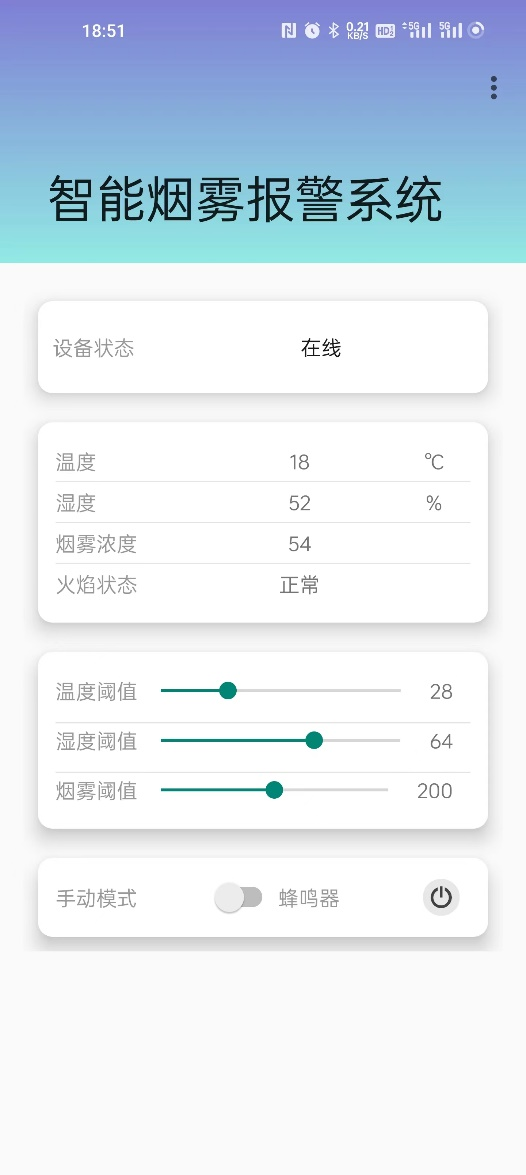 18:51 0.21 KB/S HD 5G 5G
智能烟雾报警系统
设备状态 在线
温度 18 ℃
湿度 52 %
烟雾浓度 54
火焰状态 正常
温度阈值 28
湿度阈值 64
烟雾阈值 200
手动模式 蜂鸣器